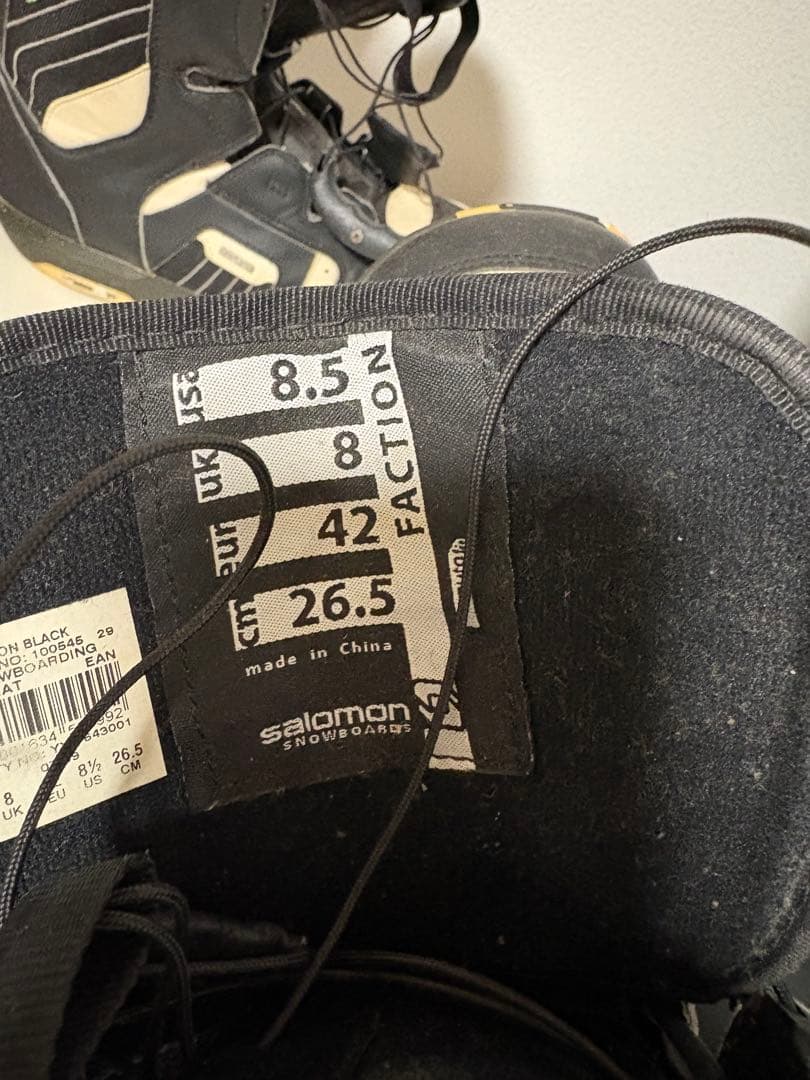 usa 8.5
uk 8
eur 42
cm 26.5
FACTION
made in China
salomon
SNOWBOARDS
ON BLACK
NO: 100545 29
WBOARDING
AT EAN
8 8½ 26.5
UK EU US CM